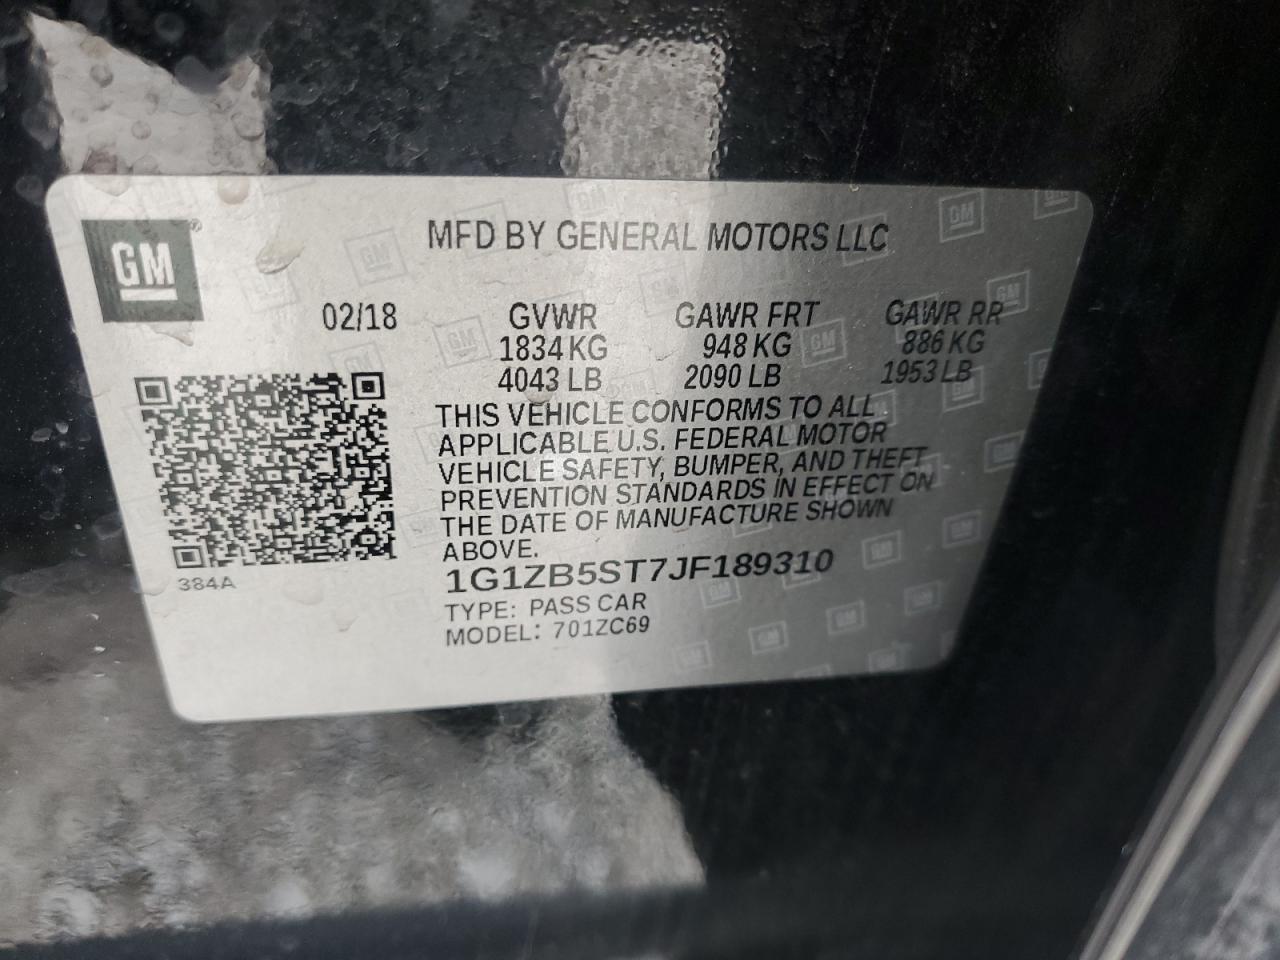 GM®
MFD BY GENERAL MOTORS LLC
02/18 GVWR GAWR FRT GAWR RR
1834 KG 948 KG 886 KG
4043 LB 2090 LB 1953 LB
THIS VEHICLE CONFORMS TO ALL
APPLICABLE U.S. FEDERAL MOTOR
VEHICLE SAFETY, BUMPER, AND THEFT
PREVENTION STANDARDS IN EFFECT ON
THE DATE OF MANUFACTURE SHOWN
ABOVE.
384A
1G1ZB5ST7JF189310
TYPE: PASS CAR
MODEL: 701ZC69